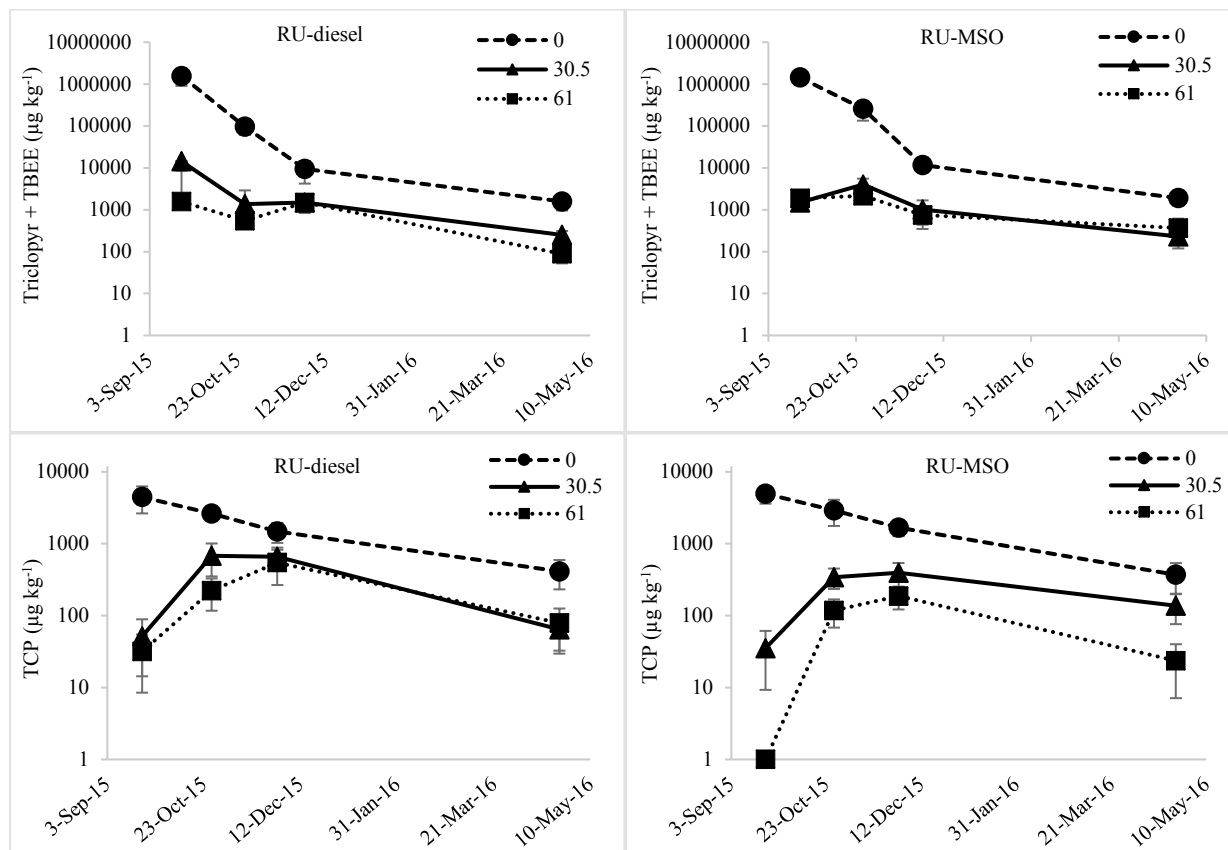 RU-diesel
0
30.5
61
Triclopyr + TBEE (µg kg⁻¹)
10000000
1000000
100000
10000
1000
100
10
1
3-Sep-15
23-Oct-15
12-Dec-15
31-Jan-16
21-Mar-16
10-May-16
RU-MSO
0
30.5
61
Triclopyr + TBEE (µg kg⁻¹)
10000000
1000000
100000
10000
1000
100
10
1
3-Sep-15
23-Oct-15
12-Dec-15
31-Jan-16
21-Mar-16
10-May-16
RU-diesel
0
30.5
61
TCP (µg kg⁻¹)
10000
1000
100
10
1
3-Sep-15
23-Oct-15
12-Dec-15
31-Jan-16
21-Mar-16
10-May-16
RU-MSO
0
30.5
61
TCP (µg kg⁻¹)
10000
1000
100
10
1
3-Sep-15
23-Oct-15
12-Dec-15
31-Jan-16
21-Mar-16
10-May-16